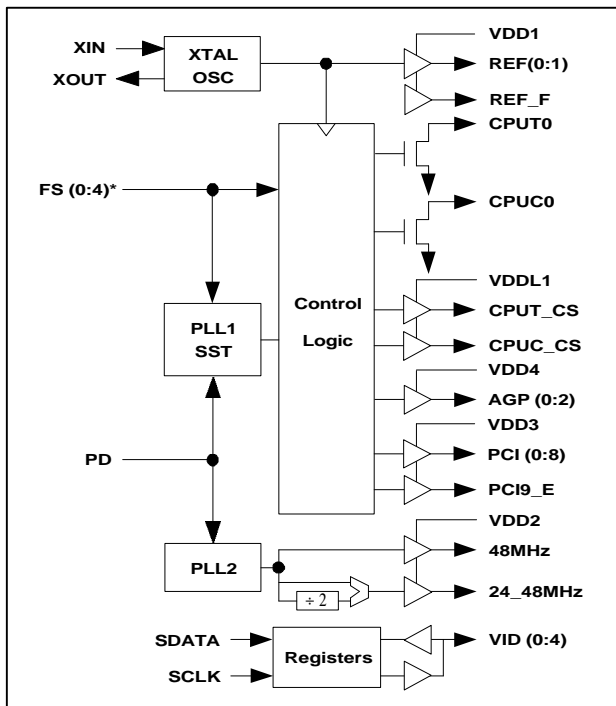 XIN
XOUT
XTAL
OSC
VDD1
REF(0:1)
REF_F
CPUT0
FS (0:4)*
CPUC0
VDDL1
CPUT_CS
CPUC_CS
Control
Logic
PLL1
SST
VDD4
AGP (0:2)
VDD3
PCI (0:8)
PCI9_E
PD
VDD2
48MHz
PLL2
÷ 2
24_48MHz
SDATA
SCLK
Registers
VID (0:4)